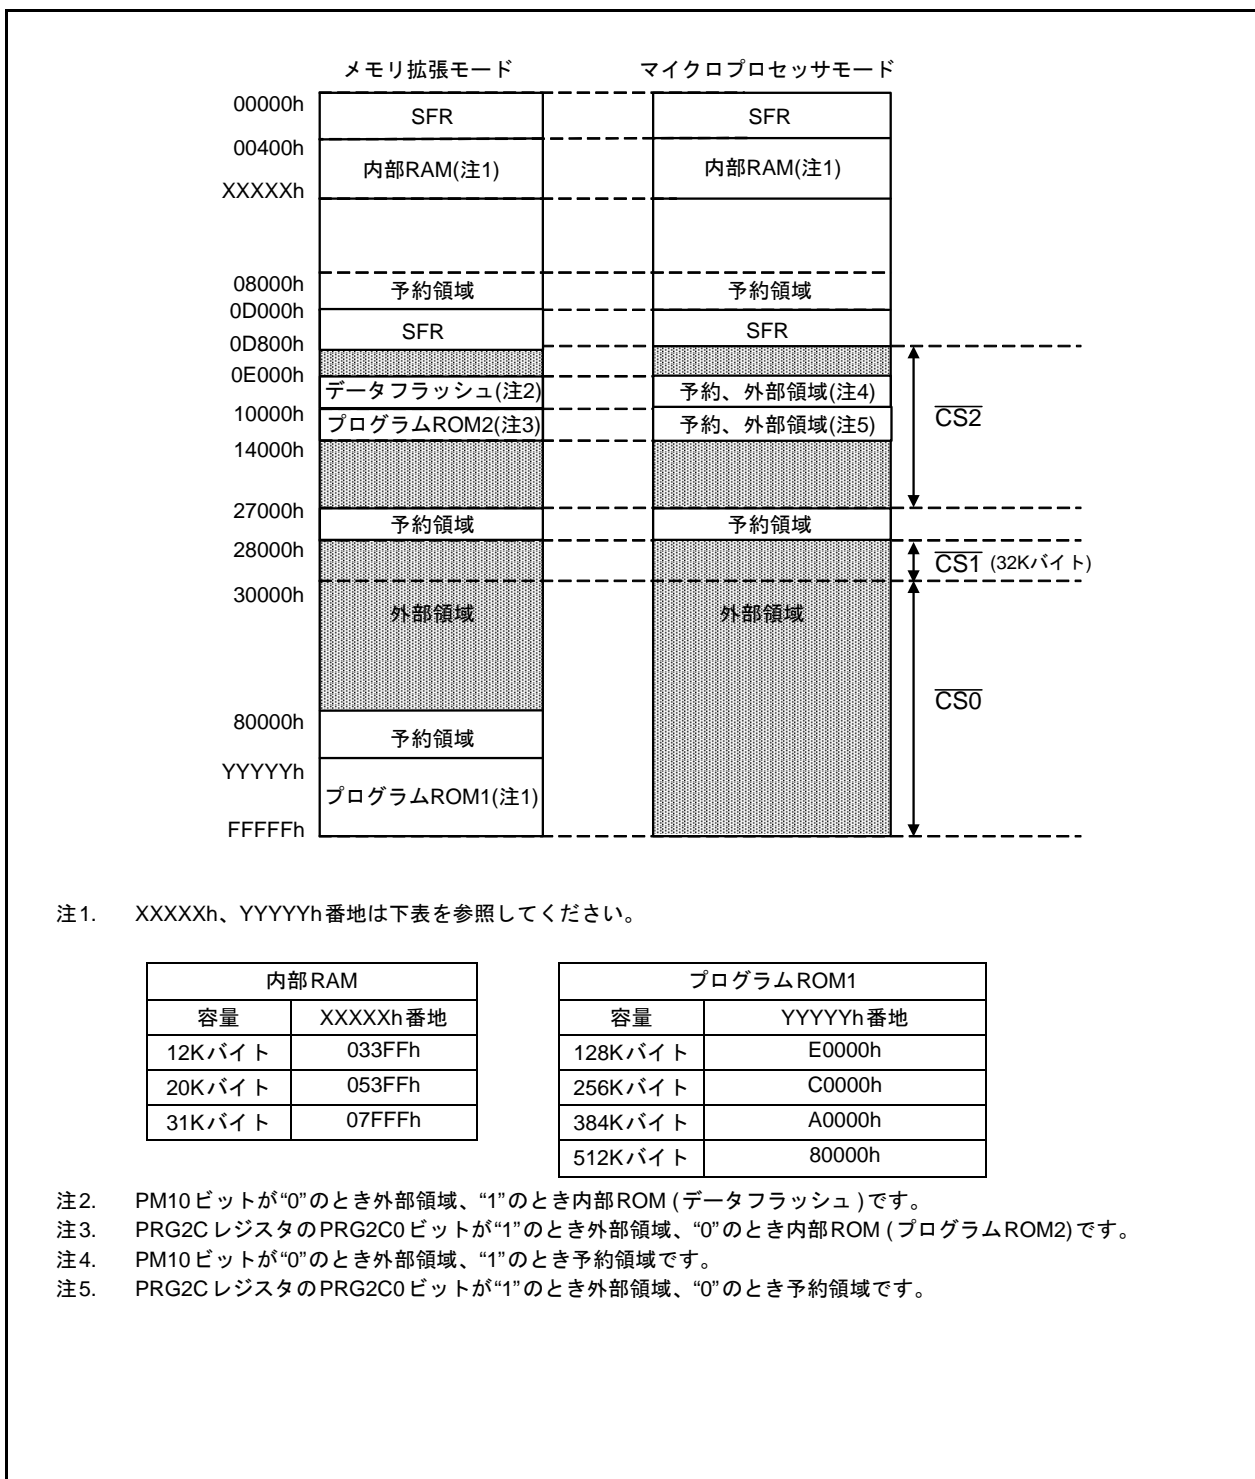 メモリ拡張モード マイクロプロセッサモード
00000h SFR SFR
00400h
内部RAM(注1) 内部RAM(注1)
XXXXXh
08000h 予約領域 予約領域
0D000h
SFR SFR
0D800h
0E000h
データフラッシュ(注2) 予約、外部領域(注4)
10000h CS2
プログラムROM2(注3) 予約、外部領域(注5)
14000h
27000h
予約領域 予約領域
28000h
CS1 (32Kバイト)
30000h
外部領域 外部領域
CS0
80000h
予約領域
YYYYYh
プログラムROM1(注1)
FFFFFh
注1. XXXXXh、YYYYYh番地は下表を参照してください。
内部RAM プログラムROM1
容量 XXXXXh番地 容量 YYYYYh番地
12Kバイト 033FFh 128Kバイト E0000h
20Kバイト 053FFh 256Kバイト C0000h
31Kバイト 07FFFh 384Kバイト A0000h
512Kバイト 80000h
注2. PM10ビットが“0”のとき外部領域、“1”のとき内部ROM (データフラッシュ)です。
注3. PRG2CレジスタのPRG2C0ビットが“1”のとき外部領域、“0”のとき内部ROM (プログラムROM2)です。
注4. PM10ビットが“0”のとき外部領域、“1”のとき予約領域です。
注5. PRG2CレジスタのPRG2C0ビットが“1”のとき外部領域、“0”のとき予約領域です。